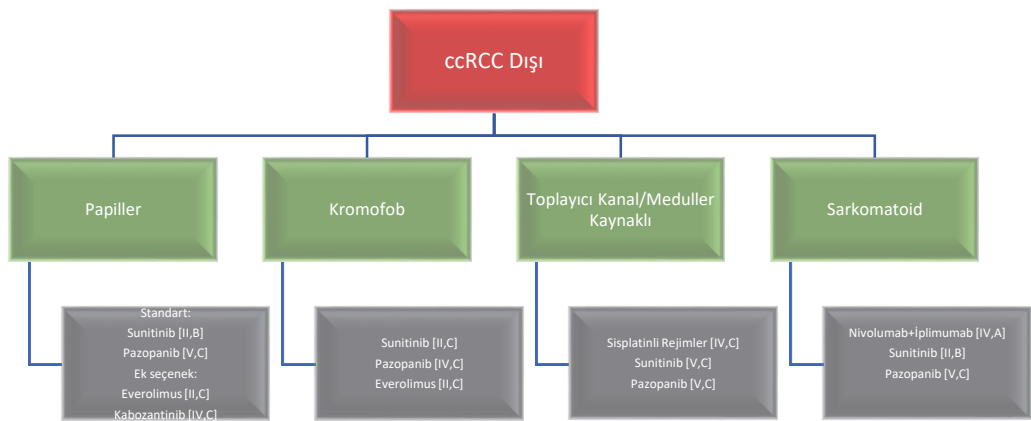 ccRCC Dışı
Papiller
Kromofob
Toplayıcı Kanal/Meduller
Kaynaklı
Sarkomatoid
Standart:
Sunitinib [II,B]
Pazopanib [V,C]
Ek seçenek:
Everolimus [II,C]
Kabozantinib [IV,C]
Sunitinib [II,C]
Pazopanib [IV,C]
Everolimus [II,C]
Sisplatinli Rejimler [IV,C]
Sunitinib [V,C]
Pazopanib [V,C]
Nivolumab+İplimumab [IV,A]
Sunitinib [II,B]
Pazopanib [V,C]